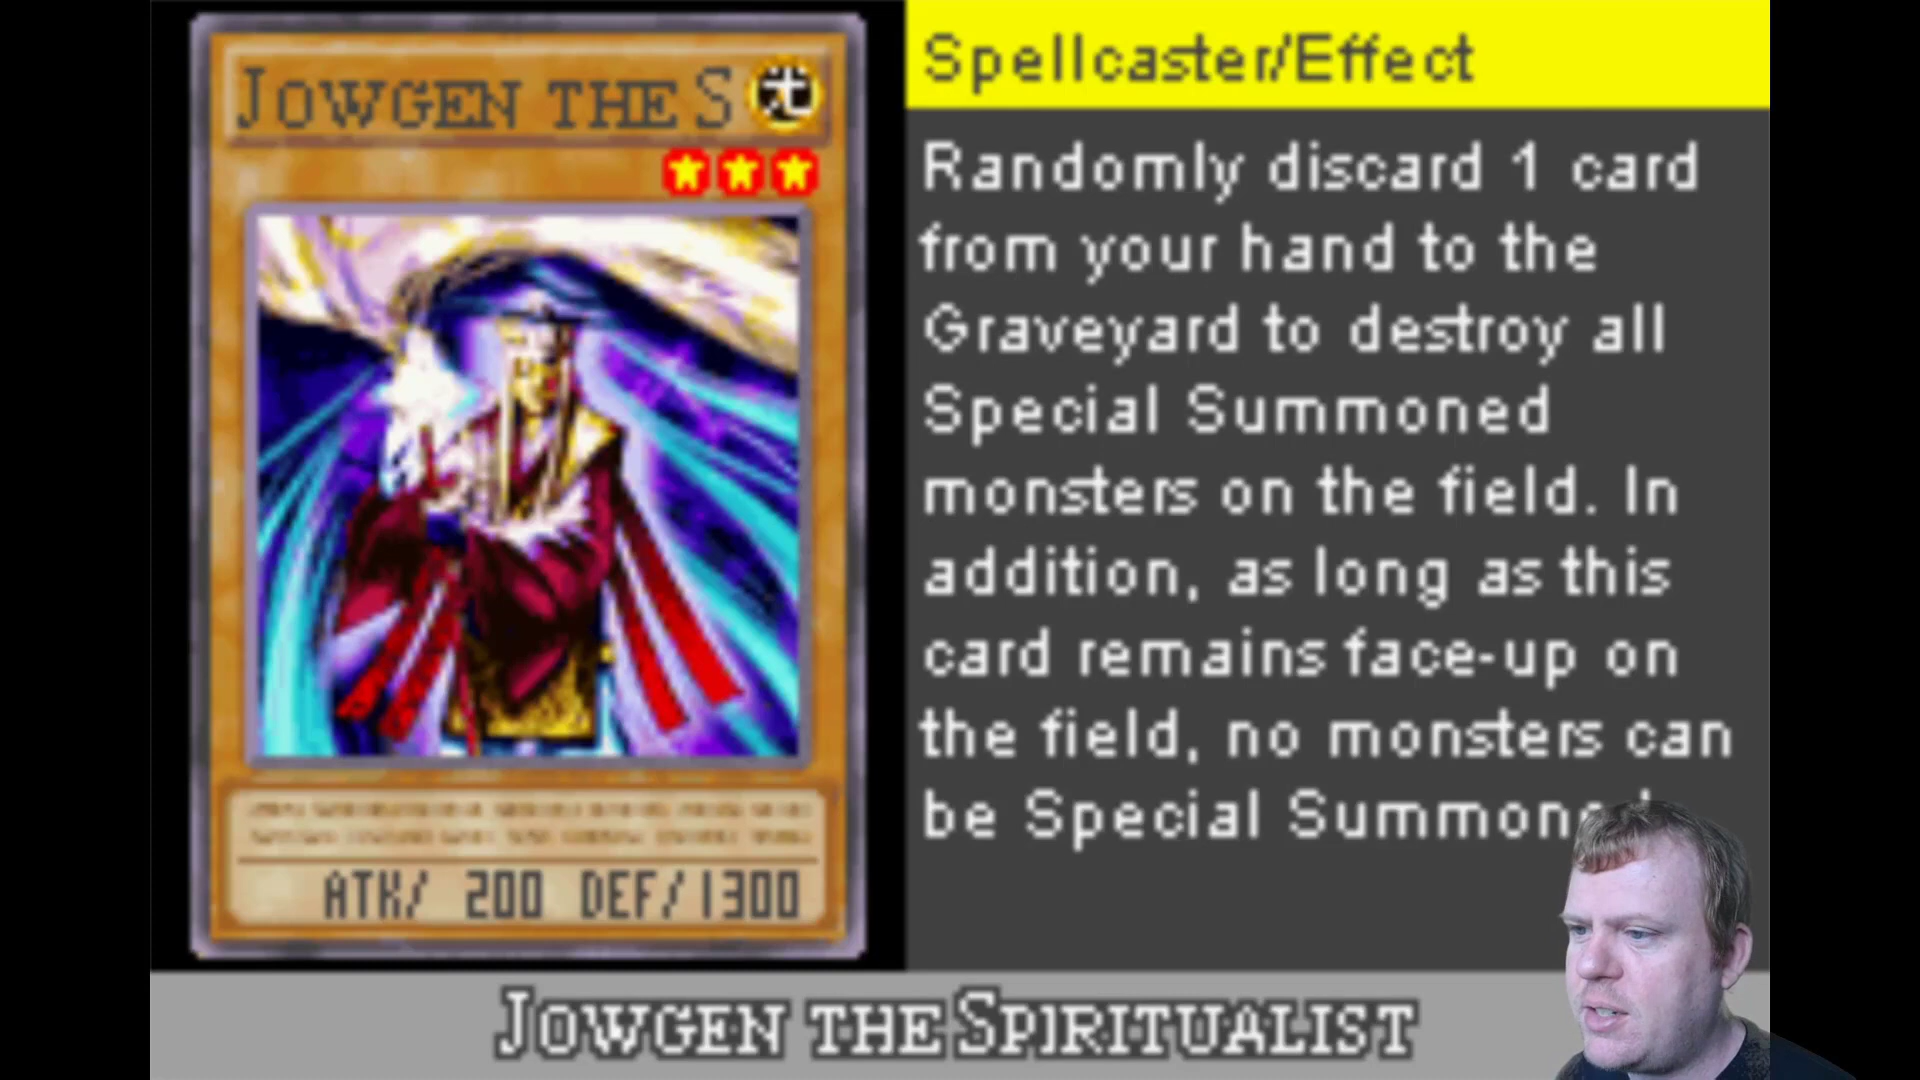 JOWGEN THE S 光
Spellcaster/Effect
Randomly discard 1 card
from your hand to the
Graveyard to destroy all
Special Summoned
monsters on the field. In
addition, as long as this
card remains face-up on
the field, no monsters can
be Special
ATK/ 200 DEF/1300
JOWGEN THE SPIRITUALIST